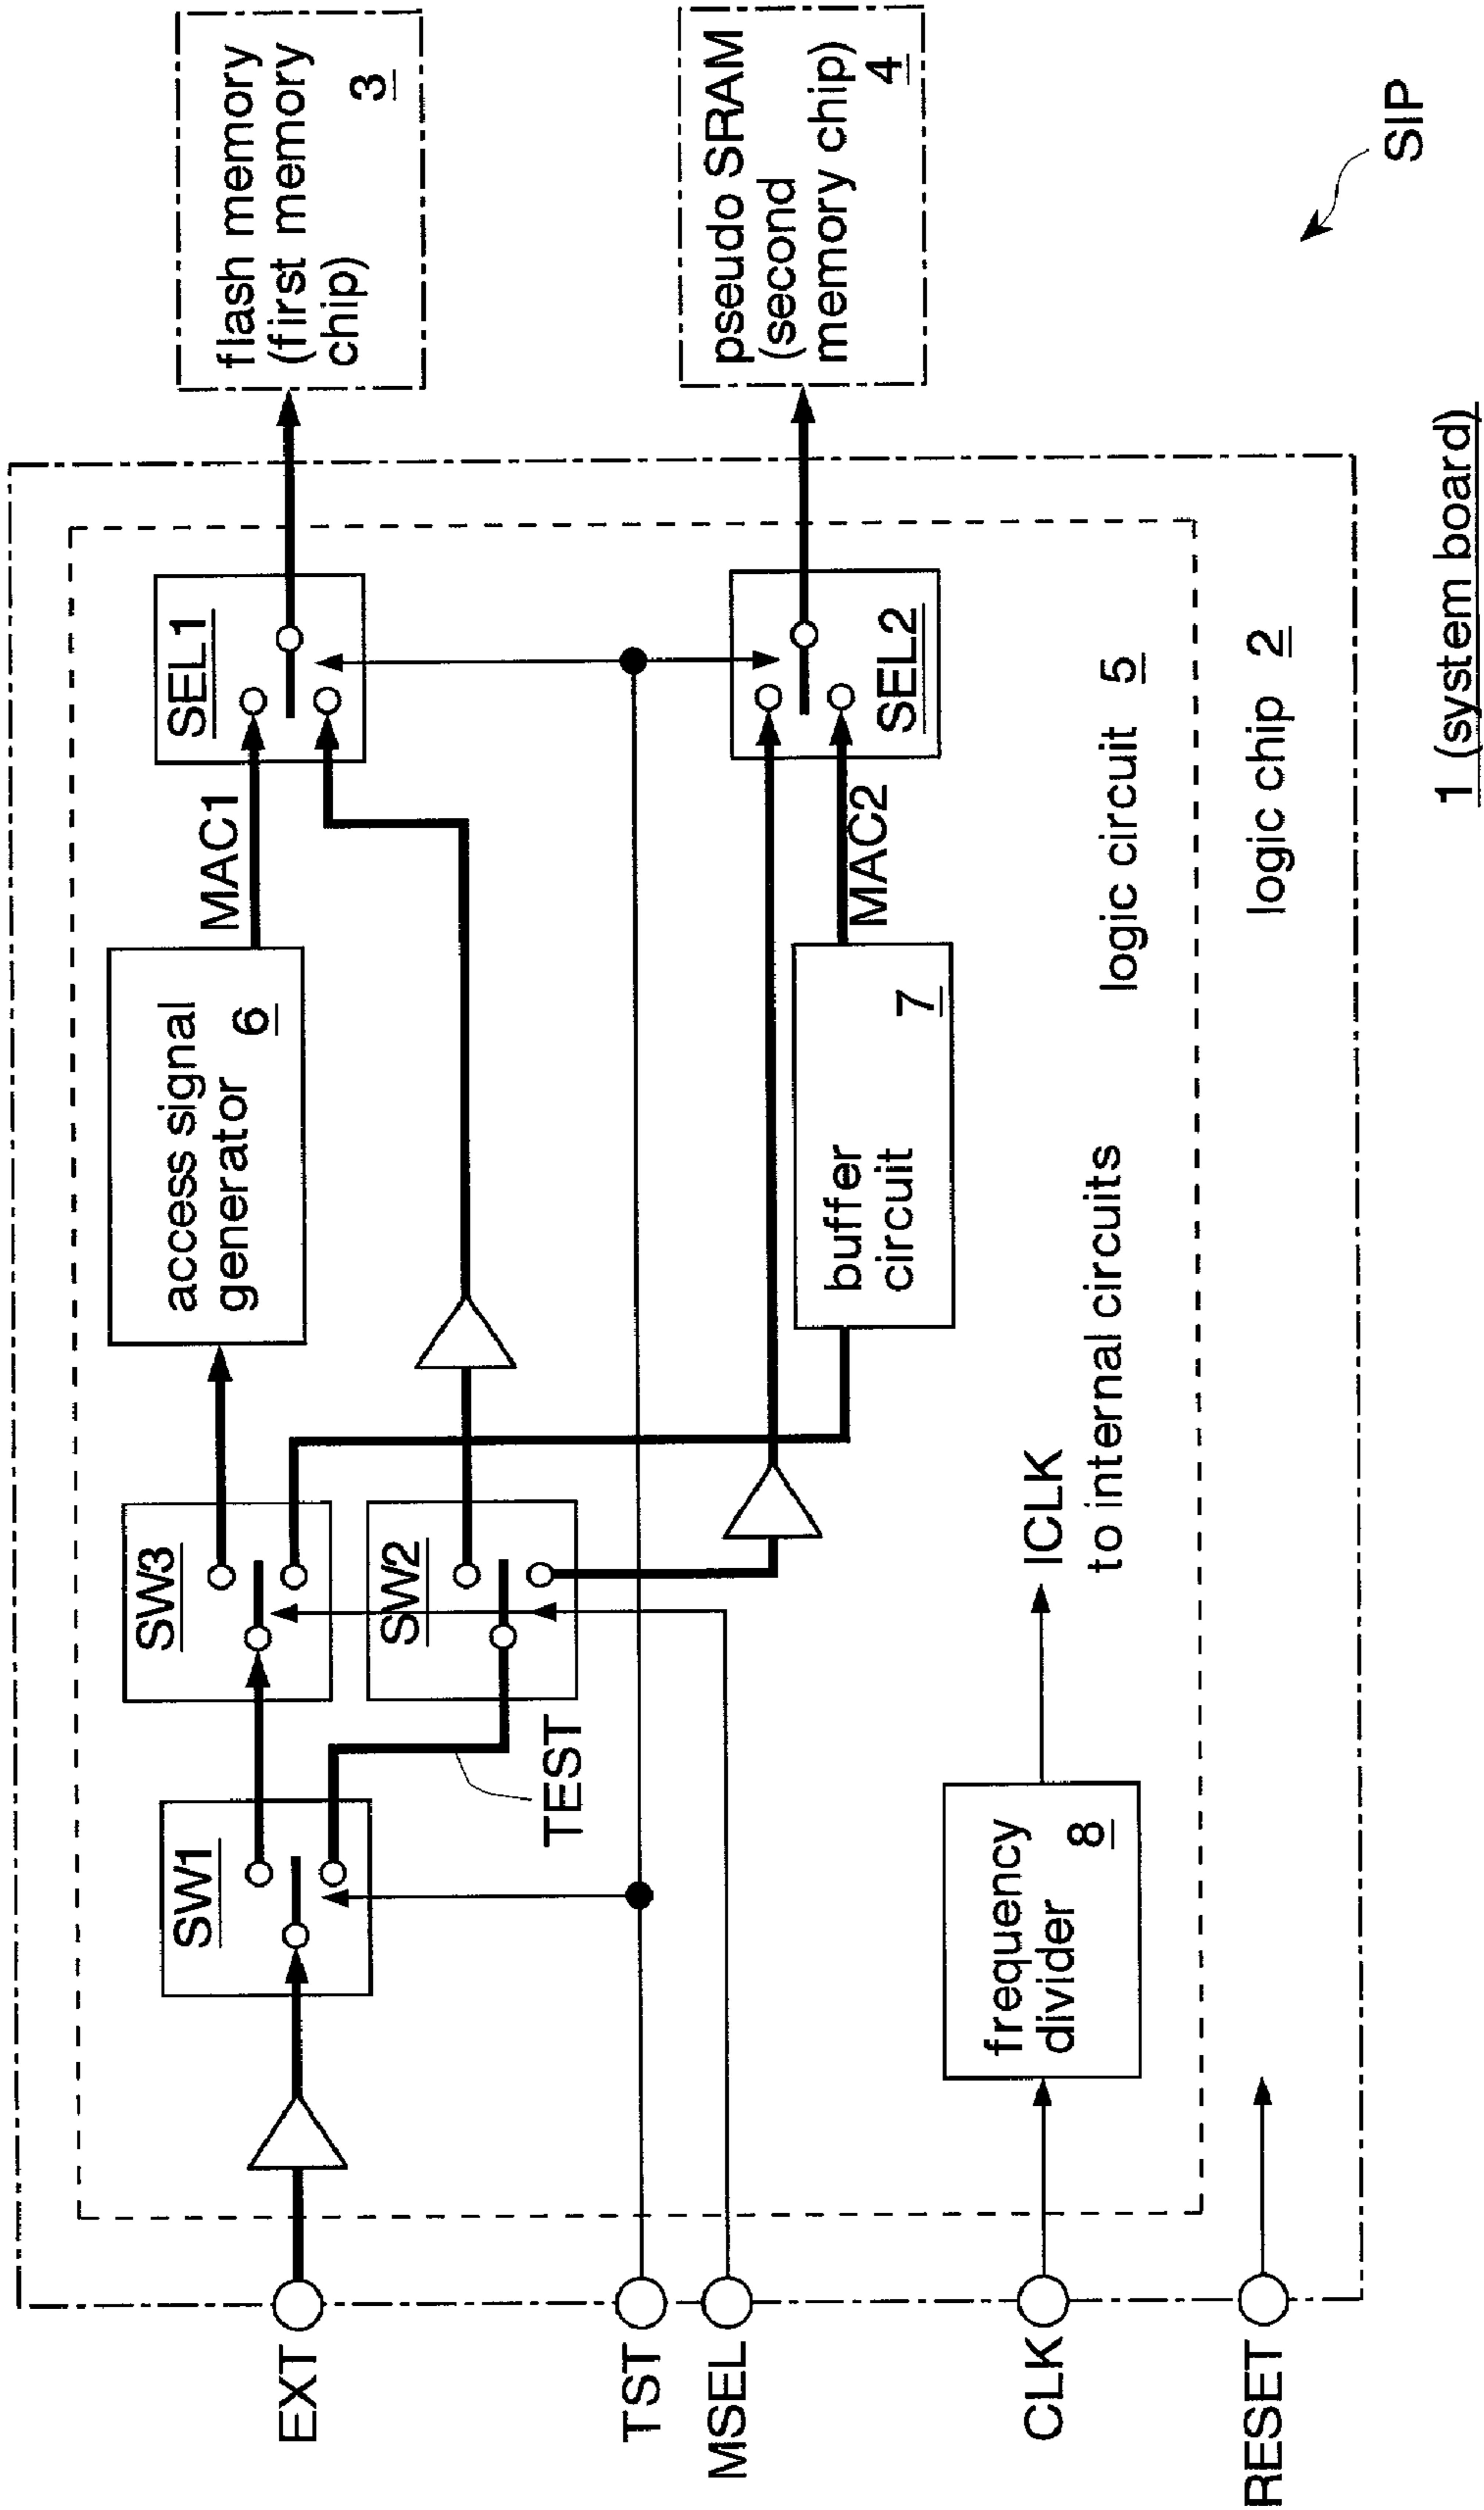 EXT
TST
MSEL
CLK
RESET
SW1
SW3
SW2
TEST
access signal
generator
6
MAC1
SEL1
flash memory
(first memory
chip)
3
buffer
circuit
7
MAC2
SEL2
pseudo SRAM
(second
memory chip)
4
frequency
divider
8
ICLK
to internal circuits
logic circuit 5
logic chip 2
1 (system board)
SIP